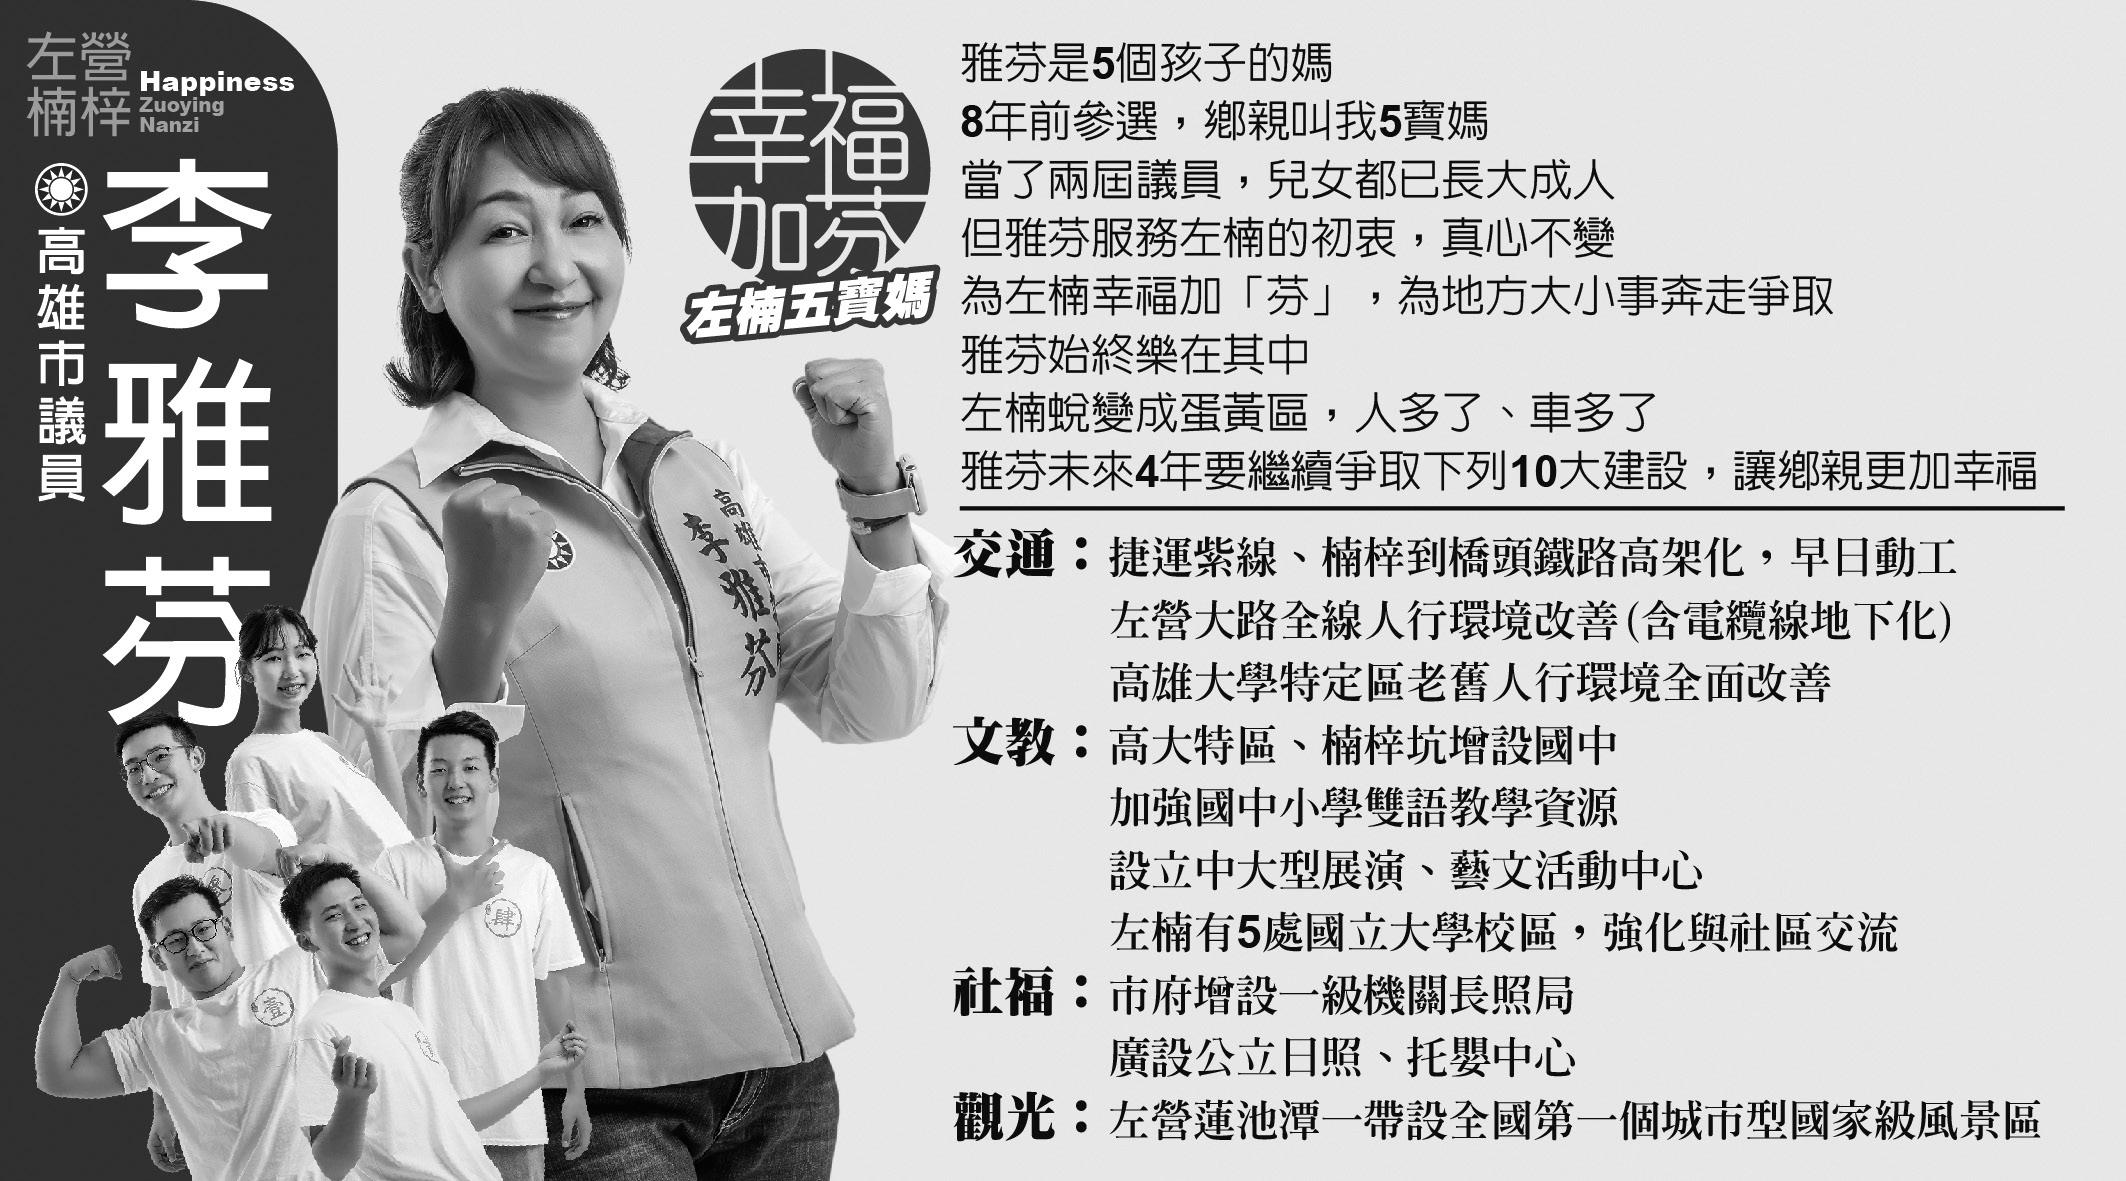 左營
楠梓
Happiness
Zuoying
Nanzi
高雄市議員
李雅芬
幸福
加芬
左楠五寶媽
雅芬是5個孩子的媽
8年前參選，鄉親叫我5寶媽
當了兩屆議員，兒女都已長大成人
但雅芬服務左楠的初衷，真心不變
為左楠幸福加「芬」，為地方大小事奔走爭取
雅芬始終樂在其中
左楠蛻變成蛋黃區，人多了、車多了
雅芬未來4年要繼續爭取下列10大建設，讓鄉親更加幸福
交通：捷運紫線、楠梓到橋頭鐵路高架化，早日動工
左營大路全線人行環境改善(含電纜線地下化)
高雄大學特定區老舊人行環境全面改善
文教：高大特區、楠梓坑增設國中
加強國中小學雙語教學資源
設立中大型展演、藝文活動中心
左楠有5處國立大學校區，強化與社區交流
社福：市府增設一級機關長照局
廣設公立日照、托嬰中心
觀光：左營蓮池潭一帶設全國第一個城市型國家級風景區
高雄市
李雅芬
肆
壹